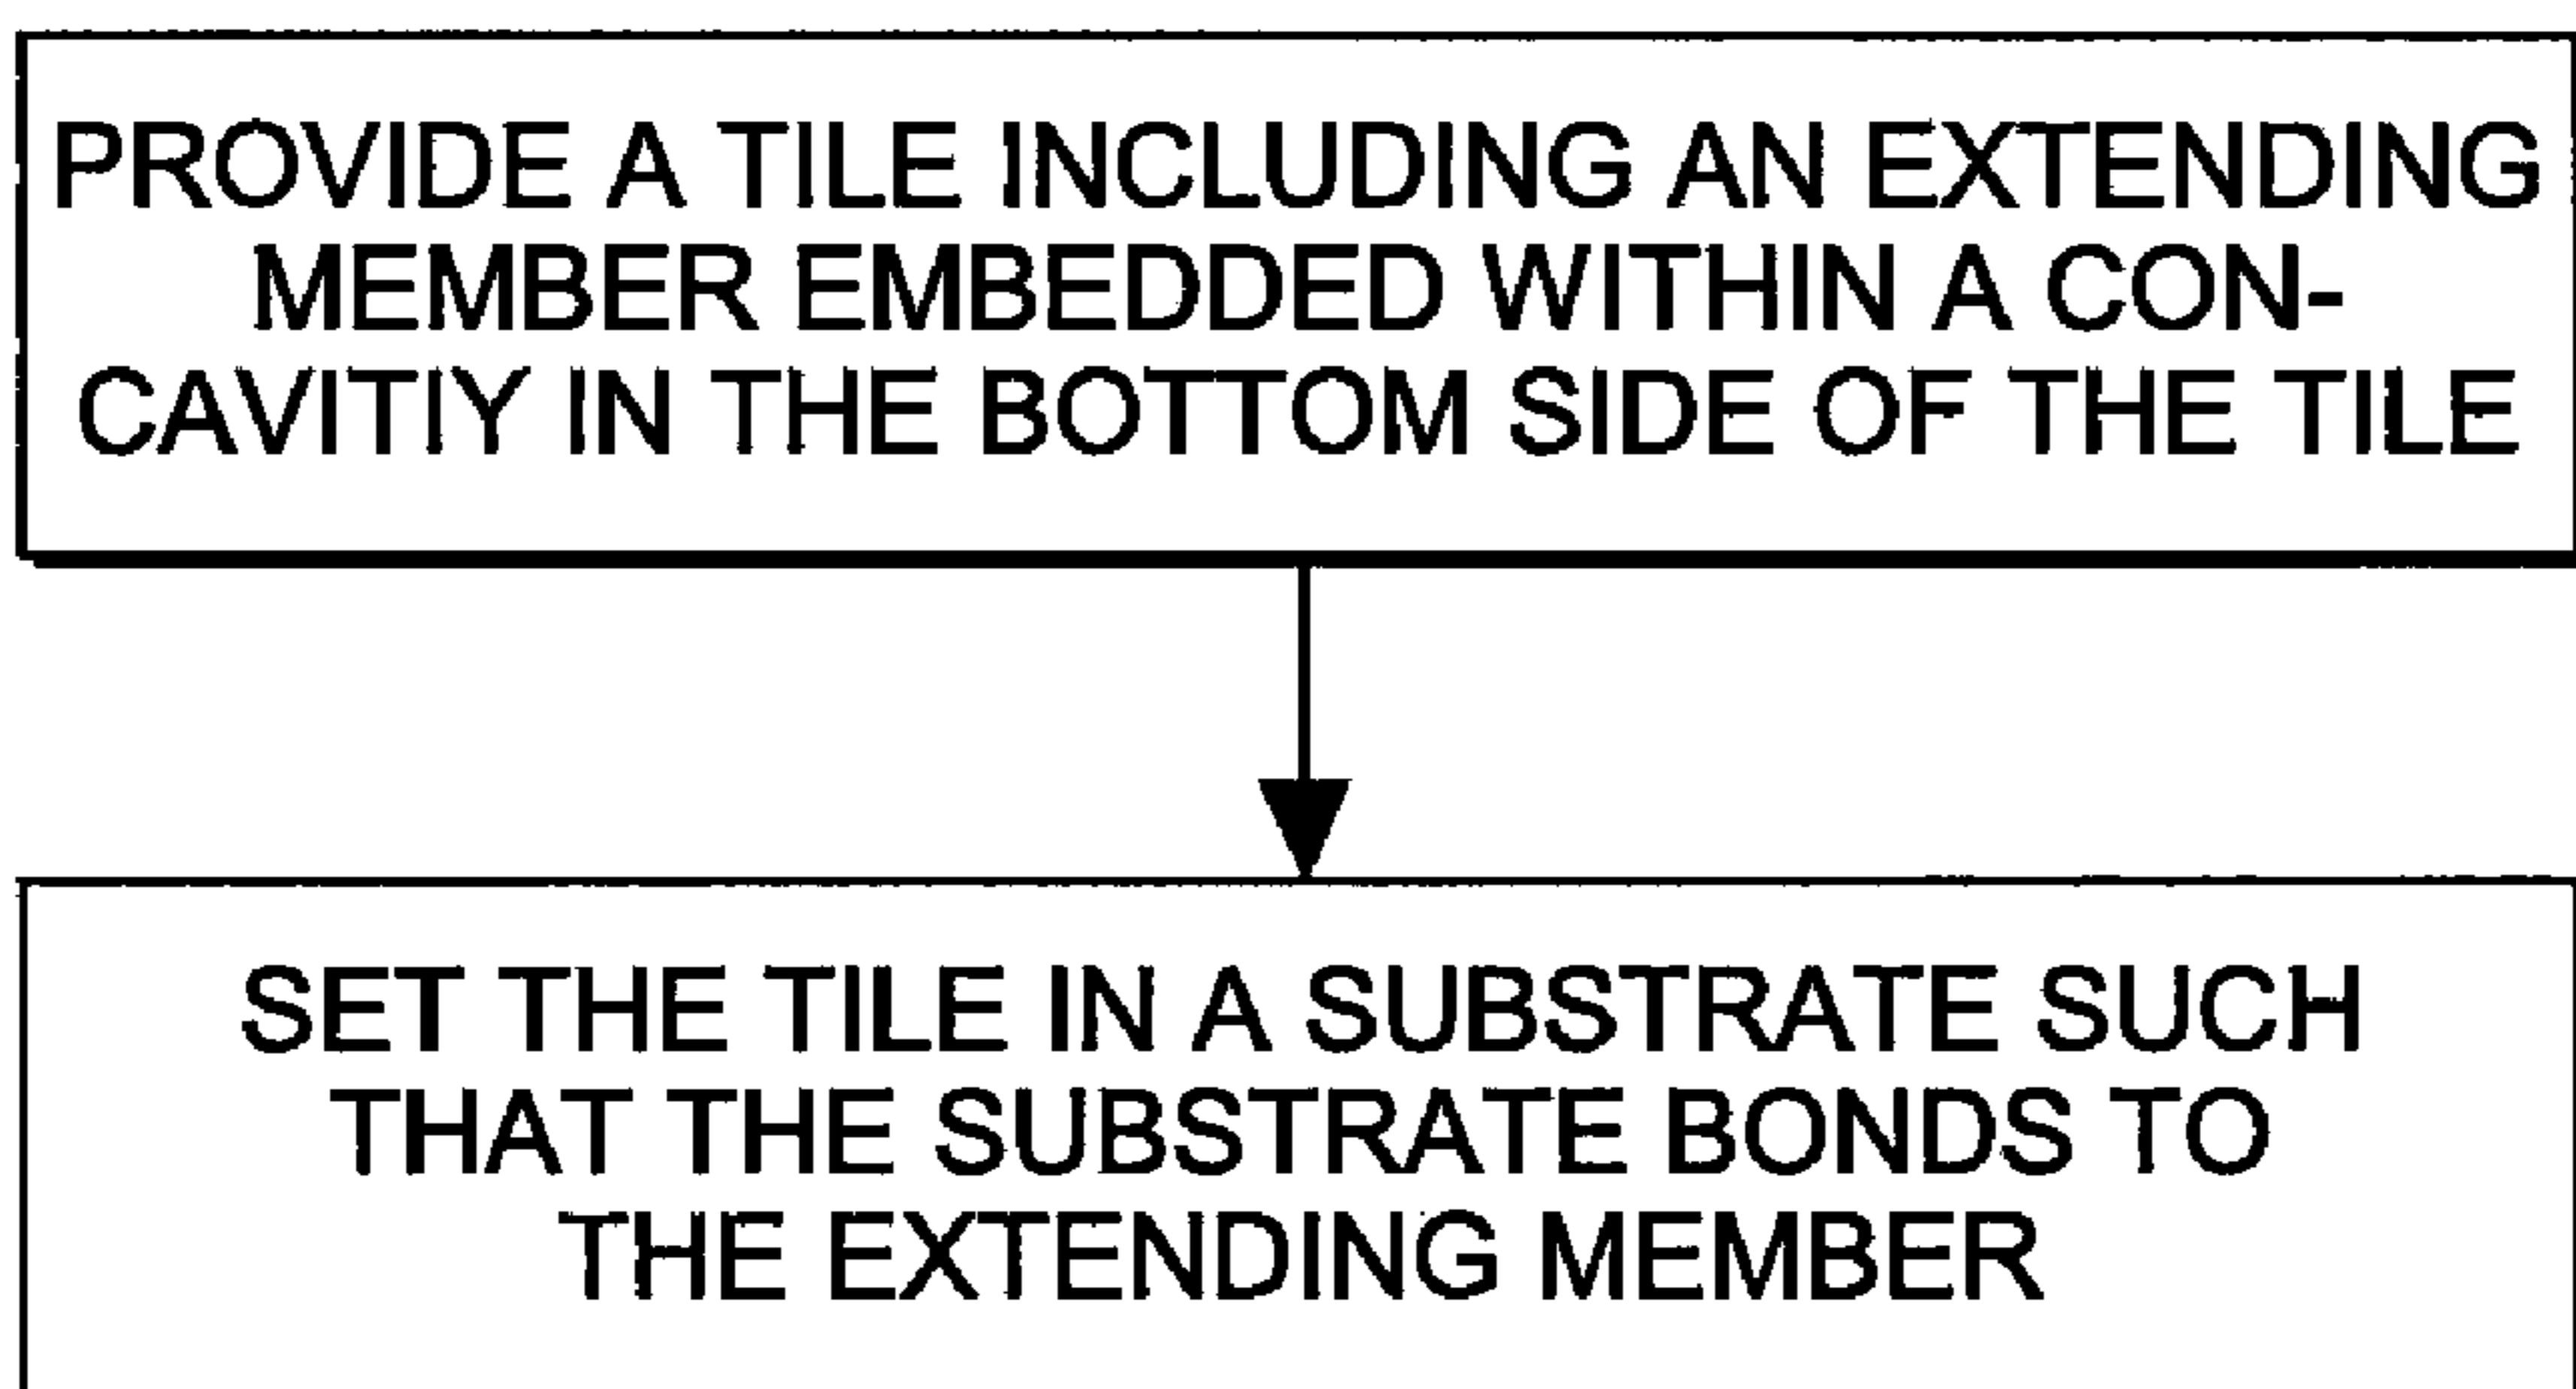 PROVIDE A TILE INCLUDING AN EXTENDING
MEMBER EMBEDDED WITHIN A CON-
CAVITIY IN THE BOTTOM SIDE OF THE TILE
SET THE TILE IN A SUBSTRATE SUCH
THAT THE SUBSTRATE BONDS TO
THE EXTENDING MEMBER